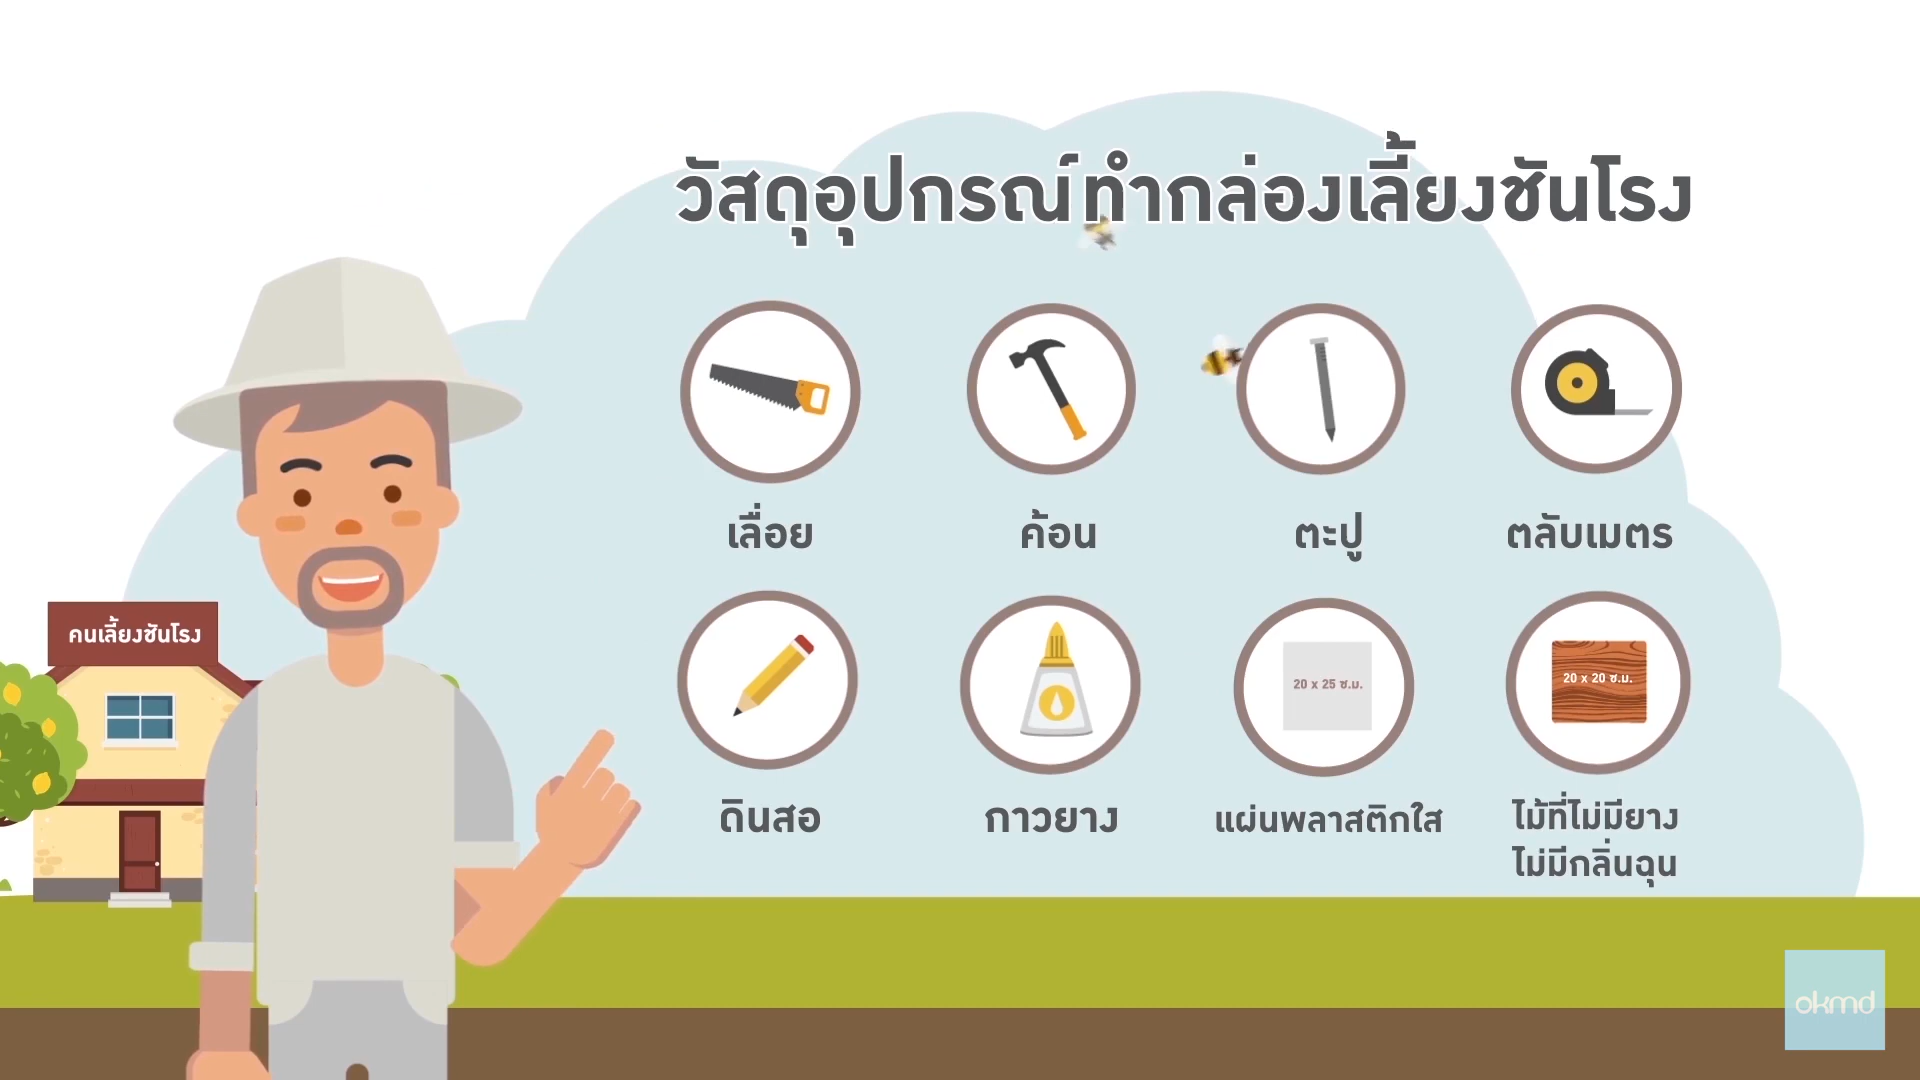 วัสดุอุปกรณ์ทำกล่องเลี้ยงชันโรง
เลื่อย
ค้อน
ตะปู
ตลับเมตร
คนเลี้ยงชันโรง
20 x 25 ซ.ม.
20 x 20 ซ.ม.
ดินสอ
กาวยาง
แผ่นพลาสติกใส
ไม้ที่ไม่มียาง
ไม่มีกลิ่นฉุน
okmd